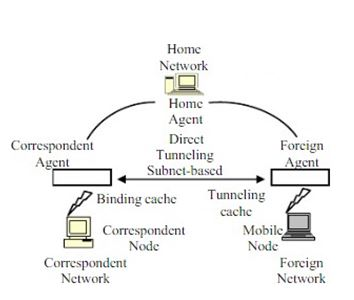 Home
Network
Home
Agent
Direct
Tunneling
Subnet-based
Correspondent
Agent
Foreign
Agent
Binding cache
Tunneling
cache
Correspondent
Node
Mobile
Node
Correspondent
Network
Foreign
Network